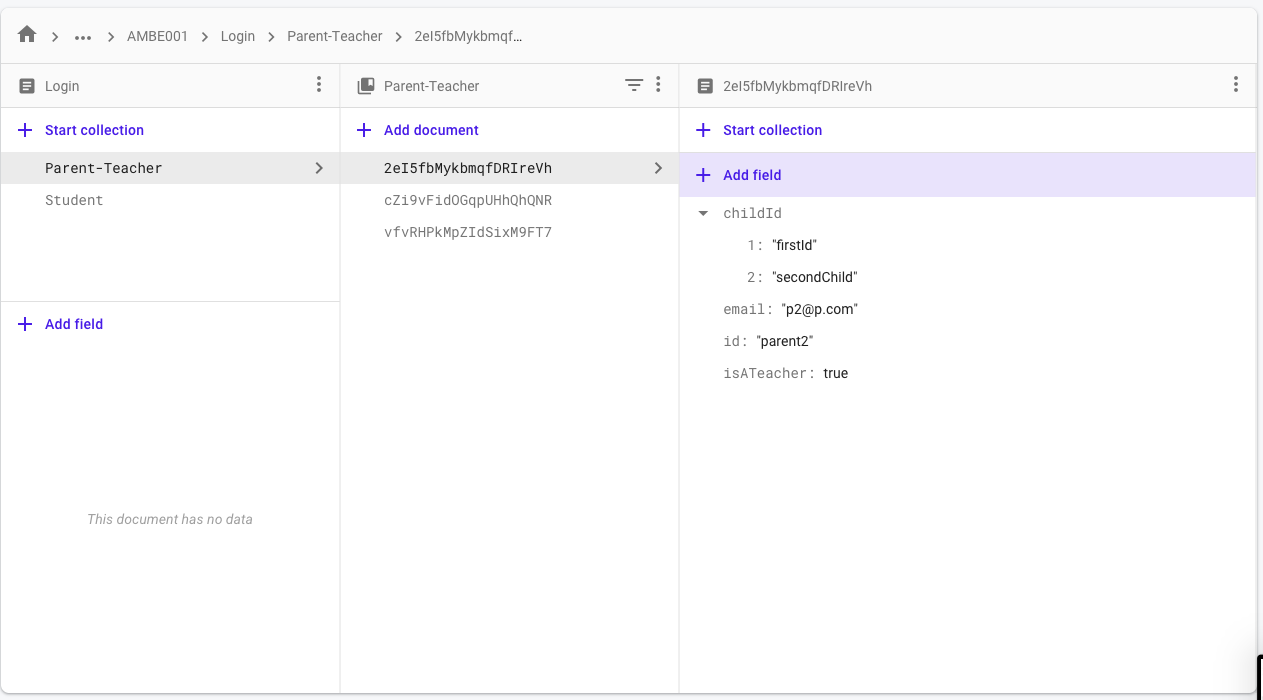 ... AMBE001 Login Parent-Teacher 2eI5fbMykbmqf...
Login
Parent-Teacher
2eI5fbMykbmqfDRIreVh
Start collection
Add document
Start collection
Parent-Teacher
Student
Add field
This document has no data
2eI5fbMykbmqfDRIreVh
cZi9vFidOGqpUHhQhQNR
vfvRHPkMpZIdSixM9FT7
Add field
childId
1: "firstId"
2: "secondChild"
email: "p2@p.com"
id: "parent2"
isATeacher: true